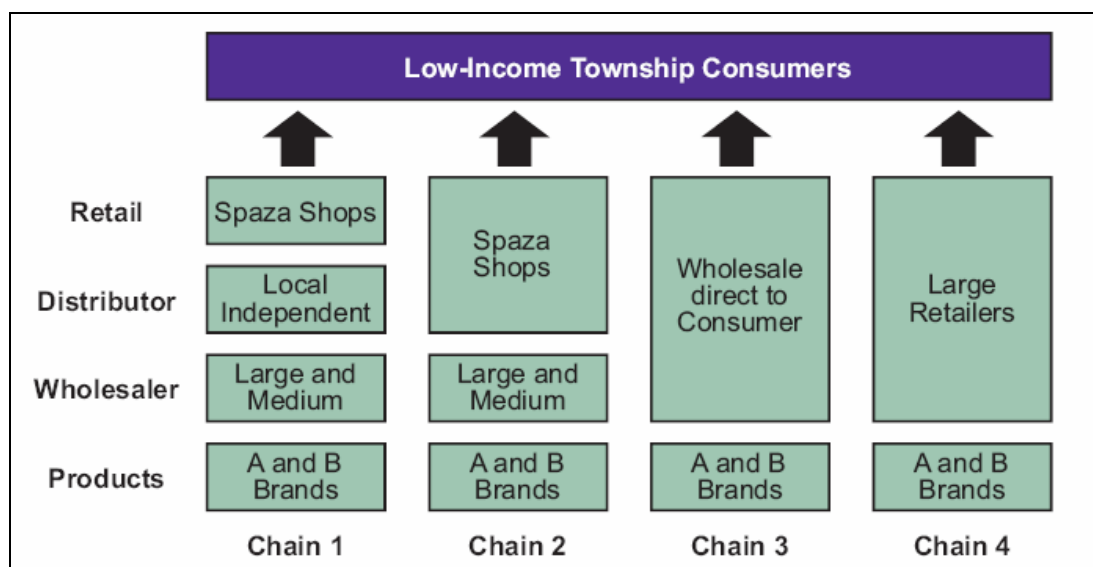 Low-Income Township Consumers
Retail
Spaza Shops
Spaza
Shops
Wholesale
direct to
Consumer
Large
Retailers
Distributor
Local
Independent
Wholesaler
Large and
Medium
Large and
Medium
Products
A and B
Brands
A and B
Brands
A and B
Brands
A and B
Brands
Chain 1
Chain 2
Chain 3
Chain 4